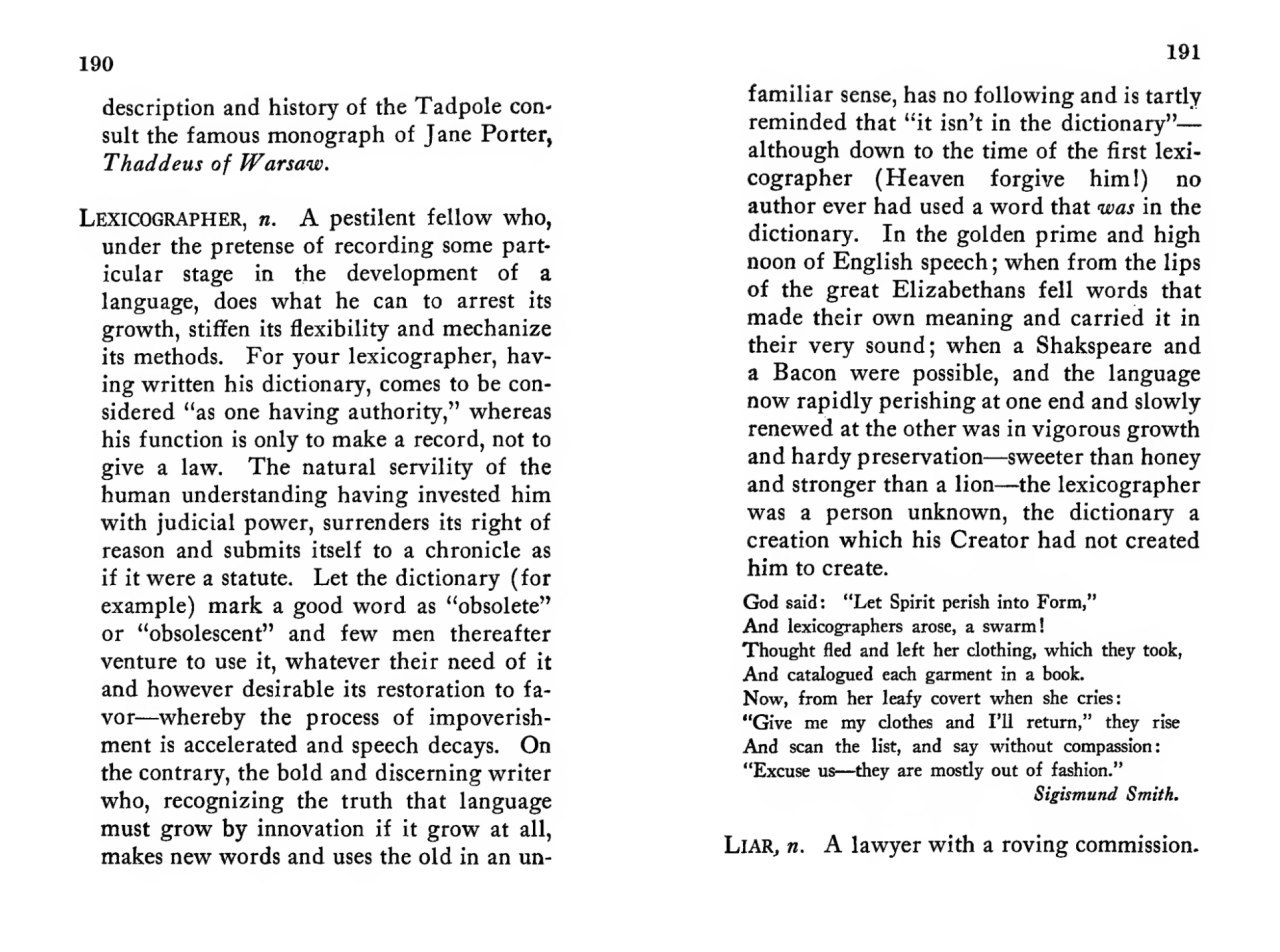 190
description and history of the Tadpole con-
sult the famous monograph of Jane Porter,
Thaddeus of Warsaw.
LEXICOGRAPHER, n. A pestilent fellow who,
under the pretense of recording some part-
icular stage in the development of a
language, does what he can to arrest its
growth, stiffen its flexibility and mechanize
its methods. For your lexicographer, hav-
ing written his dictionary, comes to be con-
sidered “as one having authority,” whereas
his function is only to make a record, not to
give a law. The natural servility of the
human understanding having invested him
with judicial power, surrenders its right of
reason and submits itself to a chronicle as
if it were a statute. Let the dictionary (for
example) mark a good word as “obsolete”
or “obsolescent” and few men thereafter
venture to use it, whatever their need of it
and however desirable its restoration to fa-
vor—whereby the process of impoverish-
ment is accelerated and speech decays. On
the contrary, the bold and discerning writer
who, recognizing the truth that language
must grow by innovation if it grow at all,
makes new words and uses the old in an un-
191
familiar sense, has no following and is tartly
reminded that “it isn’t in the dictionary”—
although down to the time of the first lexi-
cographer (Heaven forgive him!) no
author ever had used a word that was in the
dictionary. In the golden prime and high
noon of English speech; when from the lips
of the great Elizabethans fell words that
made their own meaning and carried it in
their very sound; when a Shakspeare and
a Bacon were possible, and the language
now rapidly perishing at one end and slowly
renewed at the other was in vigorous growth
and hardy preservation—sweeter than honey
and stronger than a lion—the lexicographer
was a person unknown, the dictionary a
creation which his Creator had not created
him to create.
God said: “Let Spirit perish into Form,”
And lexicographers arose, a swarm!
Thought fled and left her clothing, which they took,
And catalogued each garment in a book.
Now, from her leafy covert when she cries:
“Give me my clothes and I’ll return,” they rise
And scan the list, and say without compassion:
“Excuse us—they are mostly out of fashion.”
Sigismund Smith.
LIAR, n. A lawyer with a roving commission.